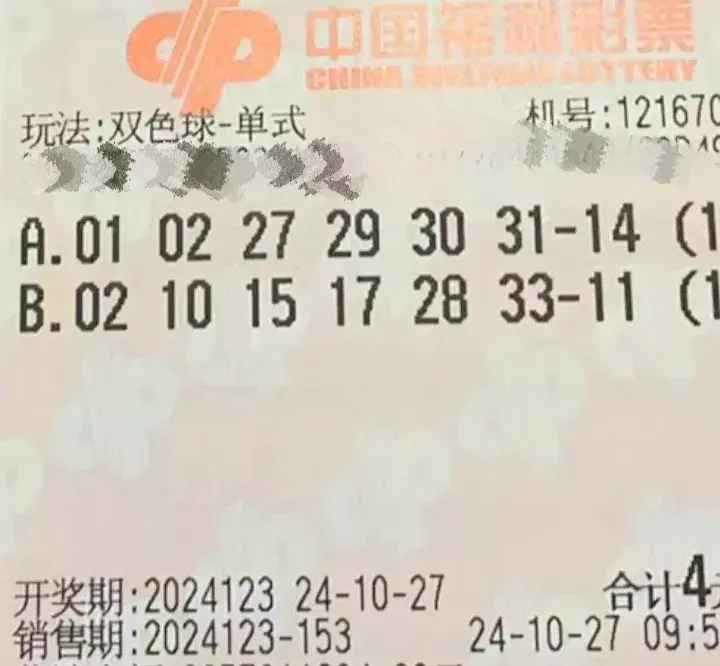 中国福利彩票
CHINA WELFARE LOTTERY
玩法:双色球-单式 机号:121670
A.01 02 27 29 30 31-14 (1
B.02 10 15 17 28 33-11 (1
开奖期:2024123 24-10-27 合计4元
销售期:2024123-153 24-10-27 09:5